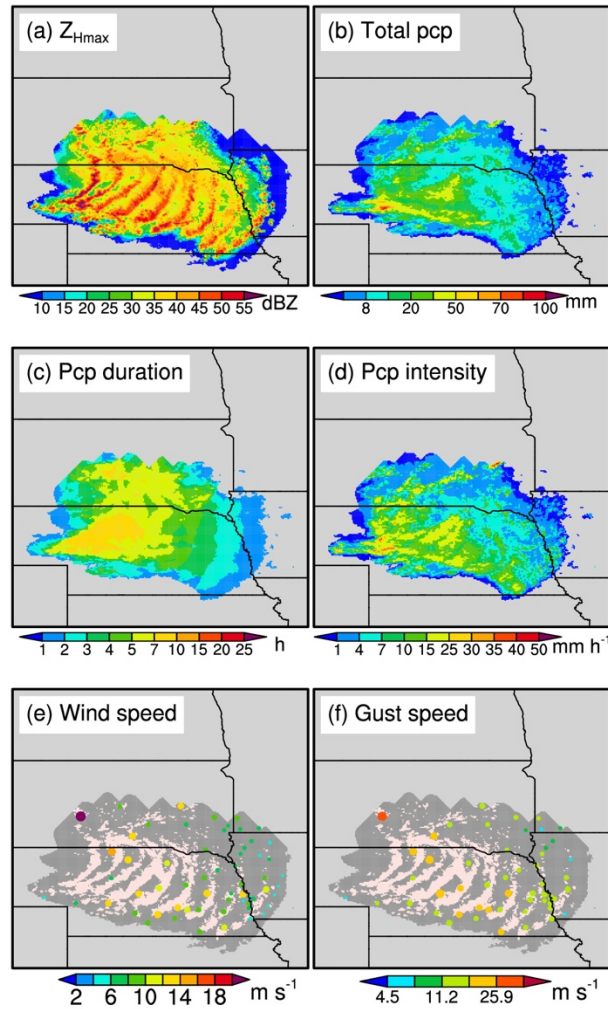 (a) Z_Hmax
(b) Total pcp
10 15 20 25 30 35 40 45 50 55 dBZ
8 20 50 70 100 mm
(c) Pcp duration
(d) Pcp intensity
1 2 3 4 5 7 10 15 20 25 h
1 4 7 10 15 25 30 35 40 50 mm h⁻¹
(e) Wind speed
(f) Gust speed
2 6 10 14 18 m s⁻¹
4.5 11.2 25.9 m s⁻¹